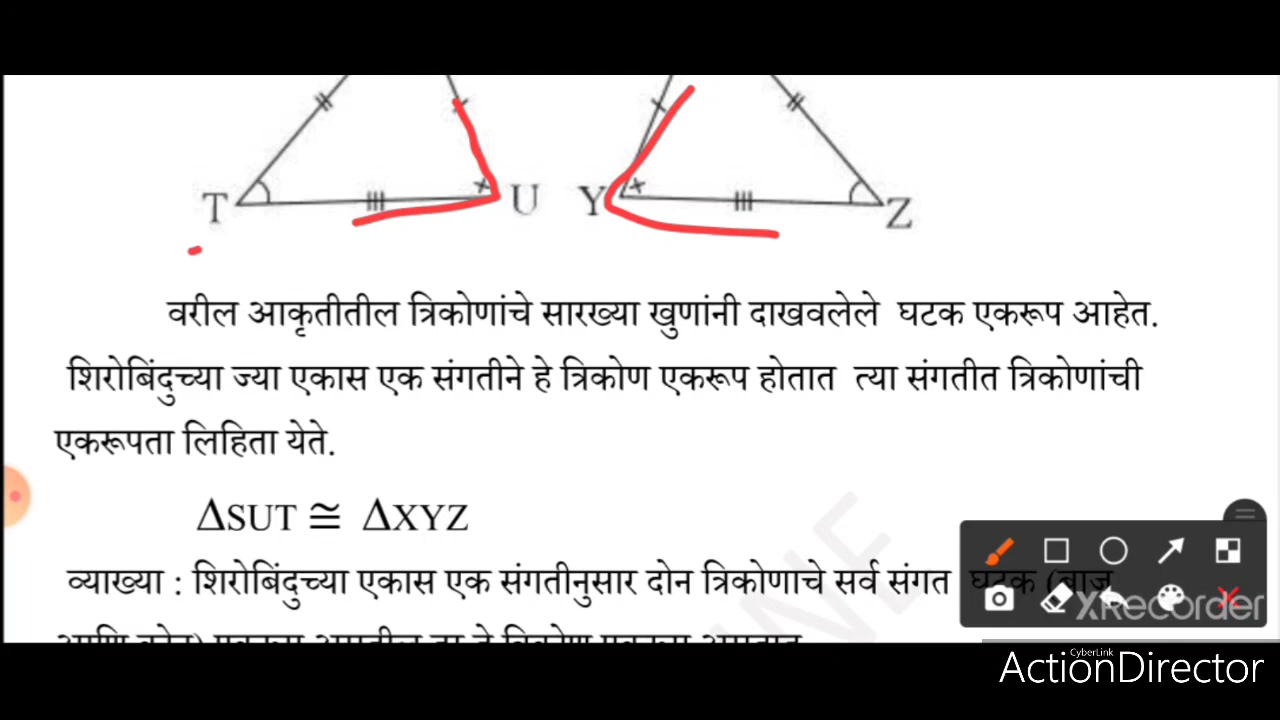 T U Y Z
वरील आकृतीतील त्रिकोणांचे सारख्या खुणांनी दाखवलेले घटक एकरूप आहेत.
शिरोबिंदुच्या ज्या एकास एक संगतीने हे त्रिकोण एकरूप होतात त्या संगतीत त्रिकोणांची
एकरूपता लिहिता येते.
ΔSUT ≅ ΔXYZ
व्याख्या : शिरोबिंदुच्या एकास एक संगतीनुसार दोन त्रिकोणाचे सर्व संगत घटक
XRecorder
CyberLink
ActionDirector